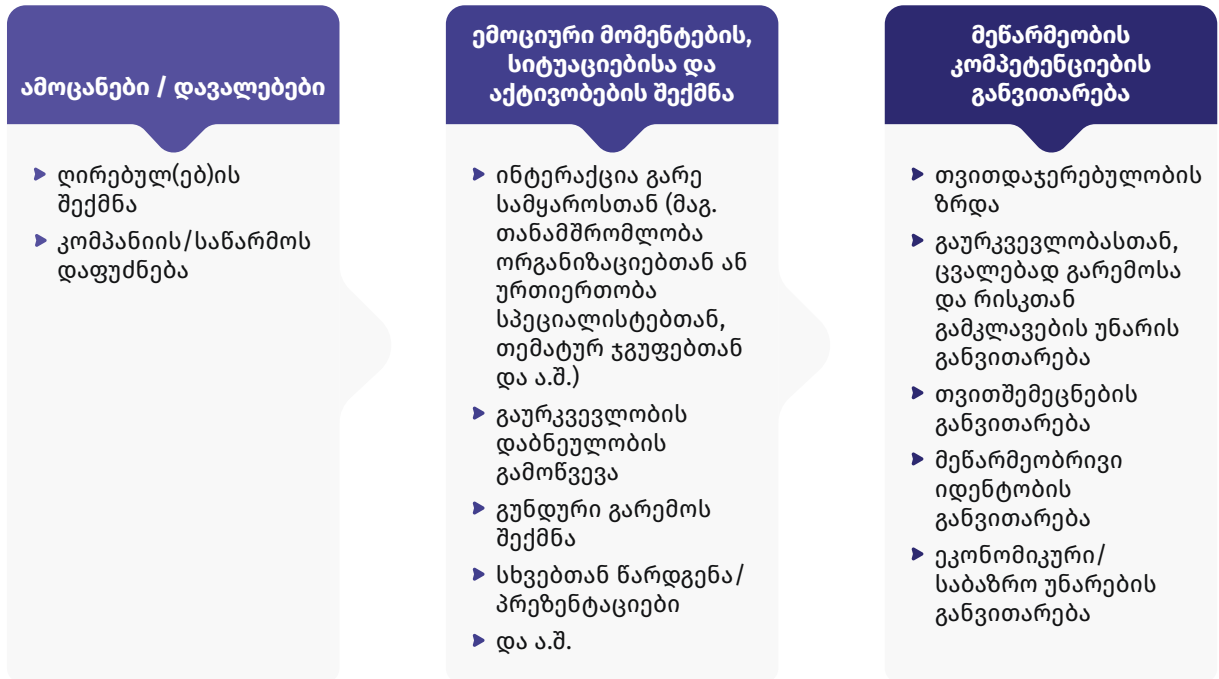 ამოცანები / დავალებები
ღირებულ(ებ)ის
შექმნა
კომპანიის/საწარმოს
დაფუძნება
ემოციური მომენტების,
სიტუაციებისა და
აქტივობების შექმნა
ინტერაქცია გარე
სამყაროსთან (მაგ.
თანამშრომლობა
ორგანიზაციებთან ან
ურთიერთობა
სპეციალისტებთან,
თემატურ ჯგუფებთან
და ა.შ.)
გაურკვევლობის
დაბნეულობის
გამოწვევა
გუნდური გარემოს
შექმნა
სხვებთან წარდგენა/
პრეზენტაციები
და ა.შ.
მეწარმეობის
კომპეტენციების
განვითარება
თვითდაჯერებულობის
ზრდა
გაურკვევლობასთან,
ცვალებად გარემოსა
და რისკთან
გამკლავების უნარის
განვითარება
თვითშემეცნების
განვითარება
მეწარმეობრივი
იდენტობის
განვითარება
ეკონომიკური/
საბაზრო უნარების
განვითარება